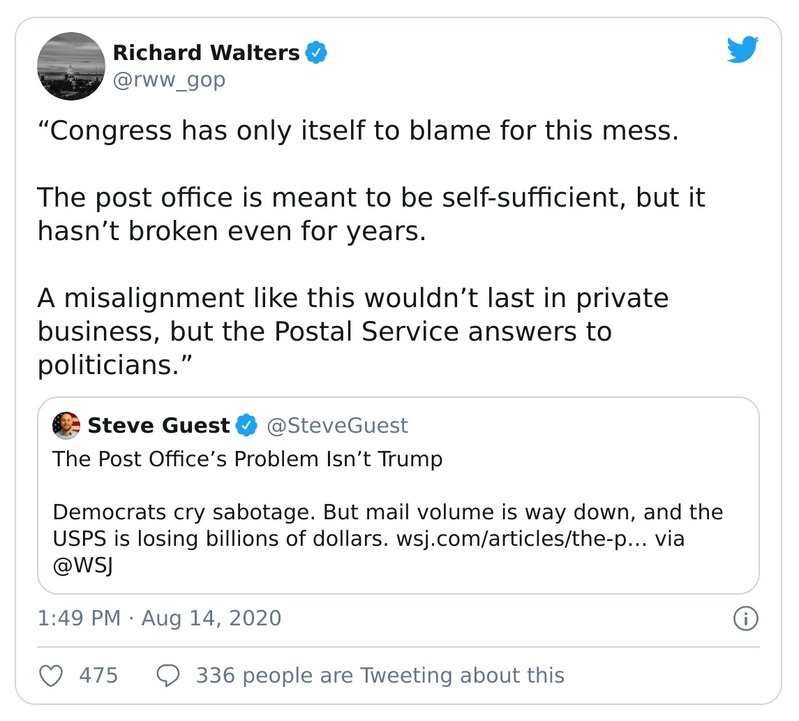 Richard Walters
@rww_gop
“Congress has only itself to blame for this mess.
The post office is meant to be self-sufficient, but it
hasn’t broken even for years.
A misalignment like this wouldn’t last in private
business, but the Postal Service answers to
politicians.”
Steve Guest @SteveGuest
The Post Office’s Problem Isn’t Trump
Democrats cry sabotage. But mail volume is way down, and the
USPS is losing billions of dollars. wsj.com/articles/the-p… via
@WSJ
1:49 PM · Aug 14, 2020
475 336 people are Tweeting about this